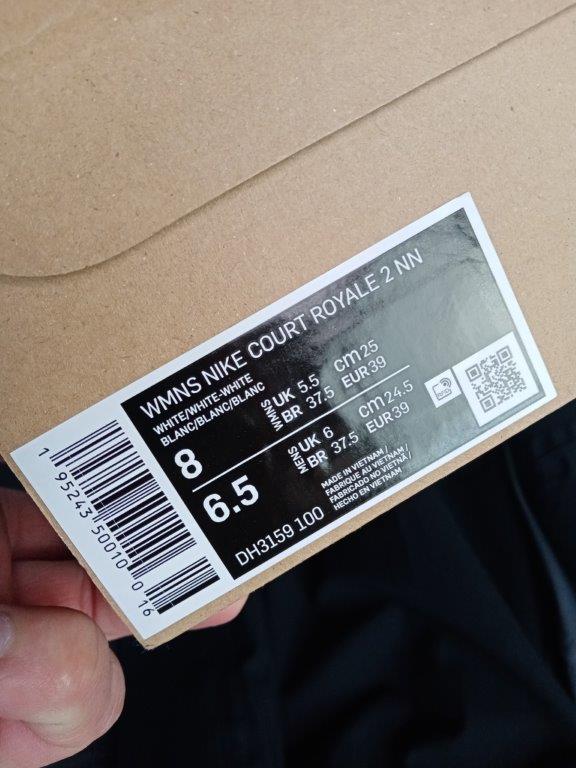 WMNS NIKE COURT ROYALE 2 NN
WHITE/WHITE-WHITE
BLANC/BLANC/BLANC
8
WMNS
UK 5.5 cm 25
BR 37.5 EUR 39
6.5
MENS
UK 6 cm 24.5
BR 37.5 EUR 39
DH3159 100
MADE IN VIETNAM /
FABRIQUE AU VIETNAM /
FABRICADO NO VIETNÃ /
HECHO EN VIETNAM
1 95243 50010 0 16